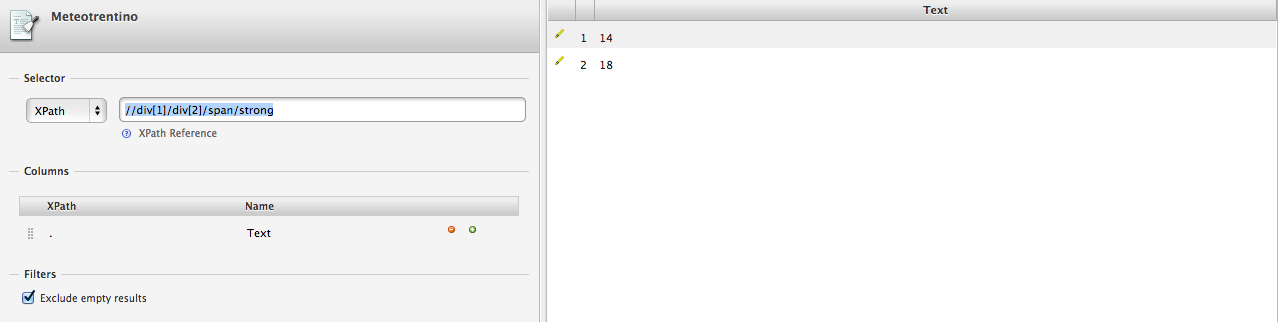 Meteotrentino
Selector
XPath
//div[1]/div[2]/span/strong
? XPath Reference
Columns
XPath Name
. Text
Filters
Exclude empty results
Text
1 14
2 18